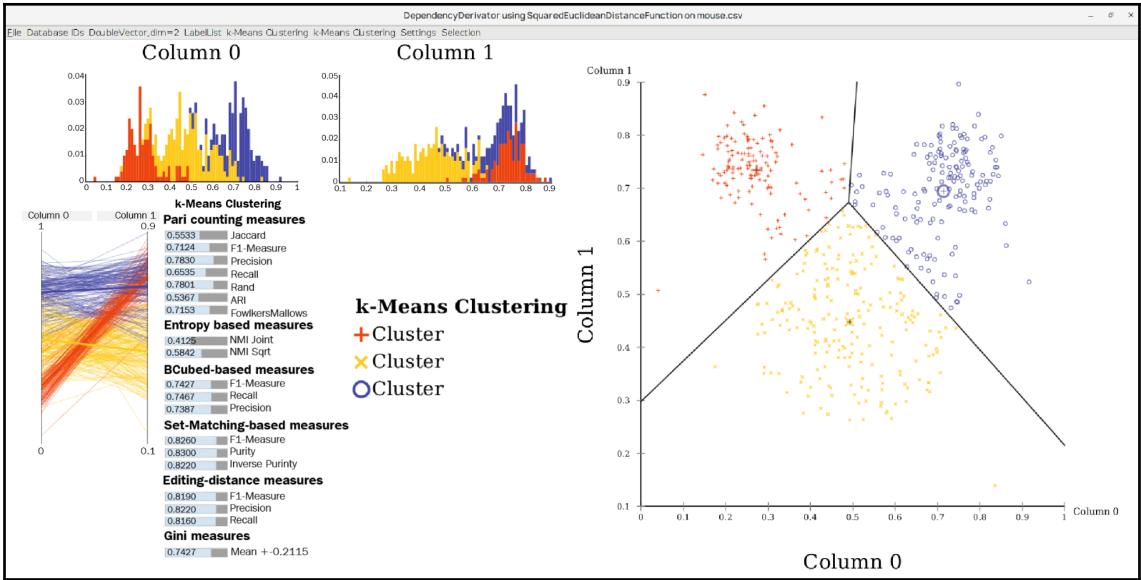 DependencyDerivator using SquaredEuclideanDistanceFunction on mouse.csv
File Database IDs DoubleVector,dim=2 LabelList k-Means Clustering k-Means Clustering Settings Selection
Column 0
0.04
0.03
0.02
0.01
0 0.1 0.2 0.3 0.4 0.5 0.6 0.7 0.8 0.9 1
Column 1
0.05
0.04
0.03
0.02
0.01
0.1 0.2 0.3 0.4 0.5 0.6 0.7 0.8 0.9
Column 0 Column 1
1 0.9
0 0.1
k-Means Clustering
Pari counting measures
0.5533 Jaccard
0.7124 F1-Measure
0.7830 Precision
0.6535 Recall
0.7801 Rand
0.5367 ARI
0.7153 FowlkersMallows
Entropy based measures
0.4125 NMI Joint
0.5842 NMI Sqrt
BCubed-based measures
0.7427 F1-Measure
0.7467 Recall
0.7387 Precision
Set-Matching-based measures
0.8260 F1-Measure
0.8300 Purity
0.8220 Inverse Purinty
Editing-distance measures
0.8190 F1-Measure
0.8220 Precision
0.8160 Recall
Gini measures
0.7427 Mean +-0.2115
k-Means Clustering
Cluster
Cluster
Cluster
Column 1
Column 1
0.9
0.8
0.7
0.6
0.5
0.4
0.3
0.2
0.1
0 0.1 0.2 0.3 0.4 0.5 0.6 0.7 0.8 0.9 1
Column 0
Column 0